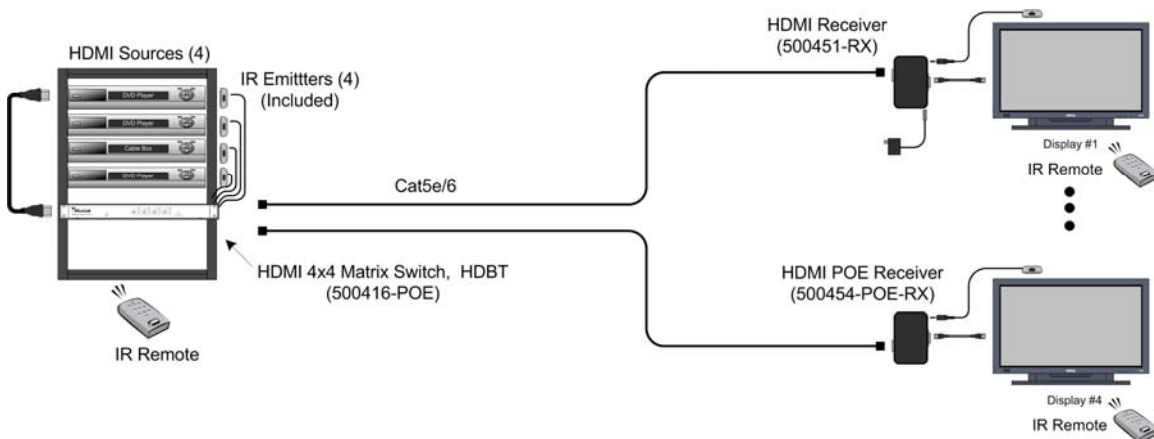 HDMI Sources (4)
IR Emittters (4)
(Included)
DVD Player
DVD Player
Cable Box
DVD Player
Cat5e/6
HDMI 4x4 Matrix Switch, HDBT
(500416-POE)
IR Remote
HDMI Receiver
(500451-RX)
Display #1
IR Remote
HDMI POE Receiver
(500454-POE-RX)
Display #4
IR Remote